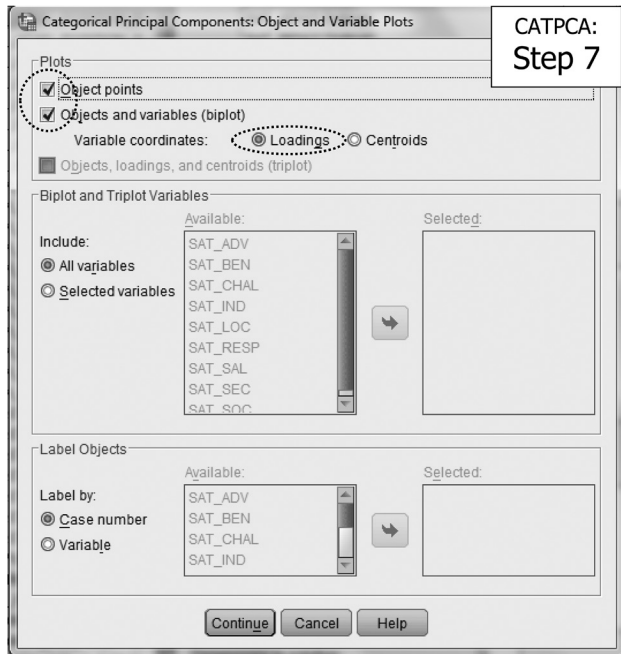 Categorical Principal Components: Object and Variable Plots
CATPCA:
Step 7
Plots
Object points
Objects and variables (biplot)
Variable coordinates: Loadings Centroids
Objects, loadings, and centroids (triplot)
Biplot and Triplot Variables
Available: Selected:
Include:
All variables
Selected variables
SAT_ADV
SAT_BEN
SAT_CHAL
SAT_IND
SAT_LOC
SAT_RESP
SAT_SAL
SAT_SEC
SAT_SOC
Label Objects
Available: Selected:
Label by:
Case number
Variable
SAT_ADV
SAT_BEN
SAT_CHAL
SAT_IND
Continue Cancel Help